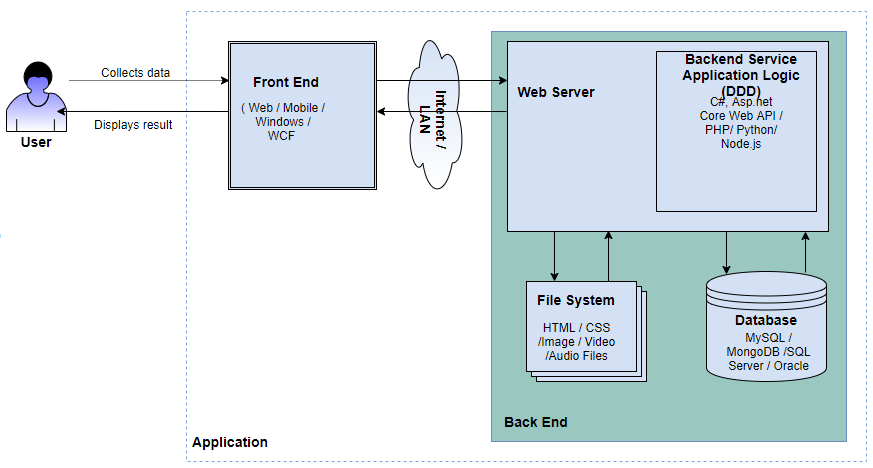 Collects data
Displays result
User
Front End
( Web / Mobile /
Windows /
WCF
Internet /
LAN
Web Server
Backend Service
Application Logic
(DDD)
C#, Asp.net
Core Web API /
PHP/ Python/
Node.js
File System
HTML / CSS
/Image / Video
/Audio Files
Database
MySQL /
MongoDB /SQL
Server / Oracle
Back End
Application